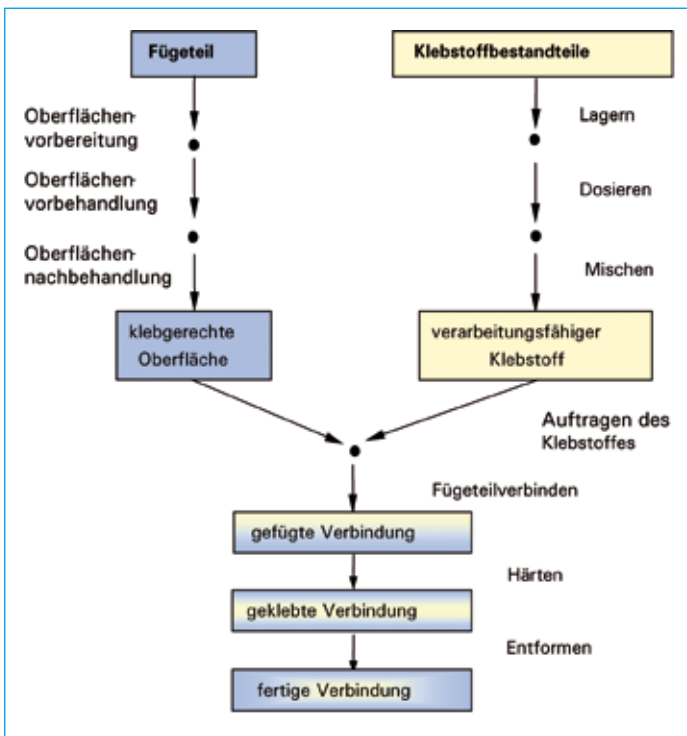 Fügeteil
Klebstoffbestandteile
Oberflächen-
vorbereitung
Lagern
Oberflächen-
vorbehandlung
Dosieren
Oberflächen-
nachbehandlung
Mischen
klebgerechte
Oberfläche
verarbeitungsfähiger
Klebstoff
Auftragen des
Klebstoffes
Fügeteilverbinden
gefügte Verbindung
Härten
geklebte Verbindung
Entformen
fertige Verbindung